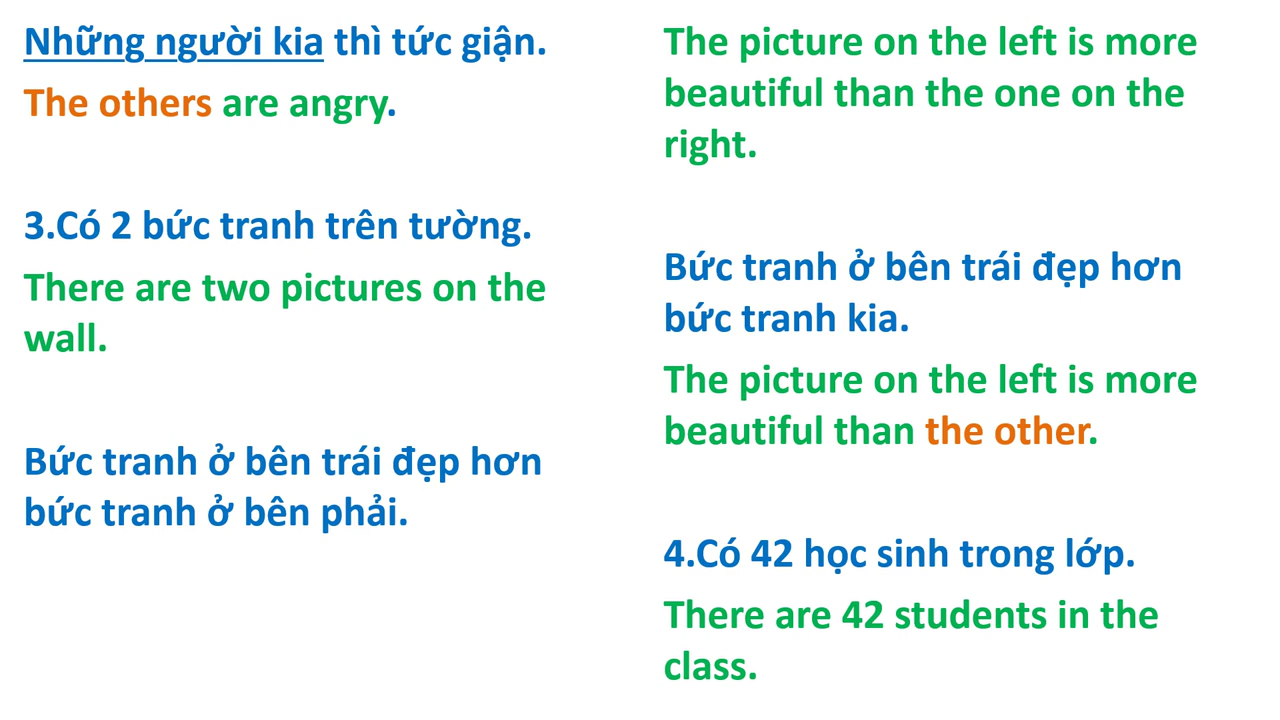 Những người kia thì tức giận.
The others are angry.
3.Có 2 bức tranh trên tường.
There are two pictures on the
wall.
Bức tranh ở bên trái đẹp hơn
bức tranh ở bên phải.
The picture on the left is more
beautiful than the one on the
right.
Bức tranh ở bên trái đẹp hơn
bức tranh kia.
The picture on the left is more
beautiful than the other.
4.Có 42 học sinh trong lớp.
There are 42 students in the
class.